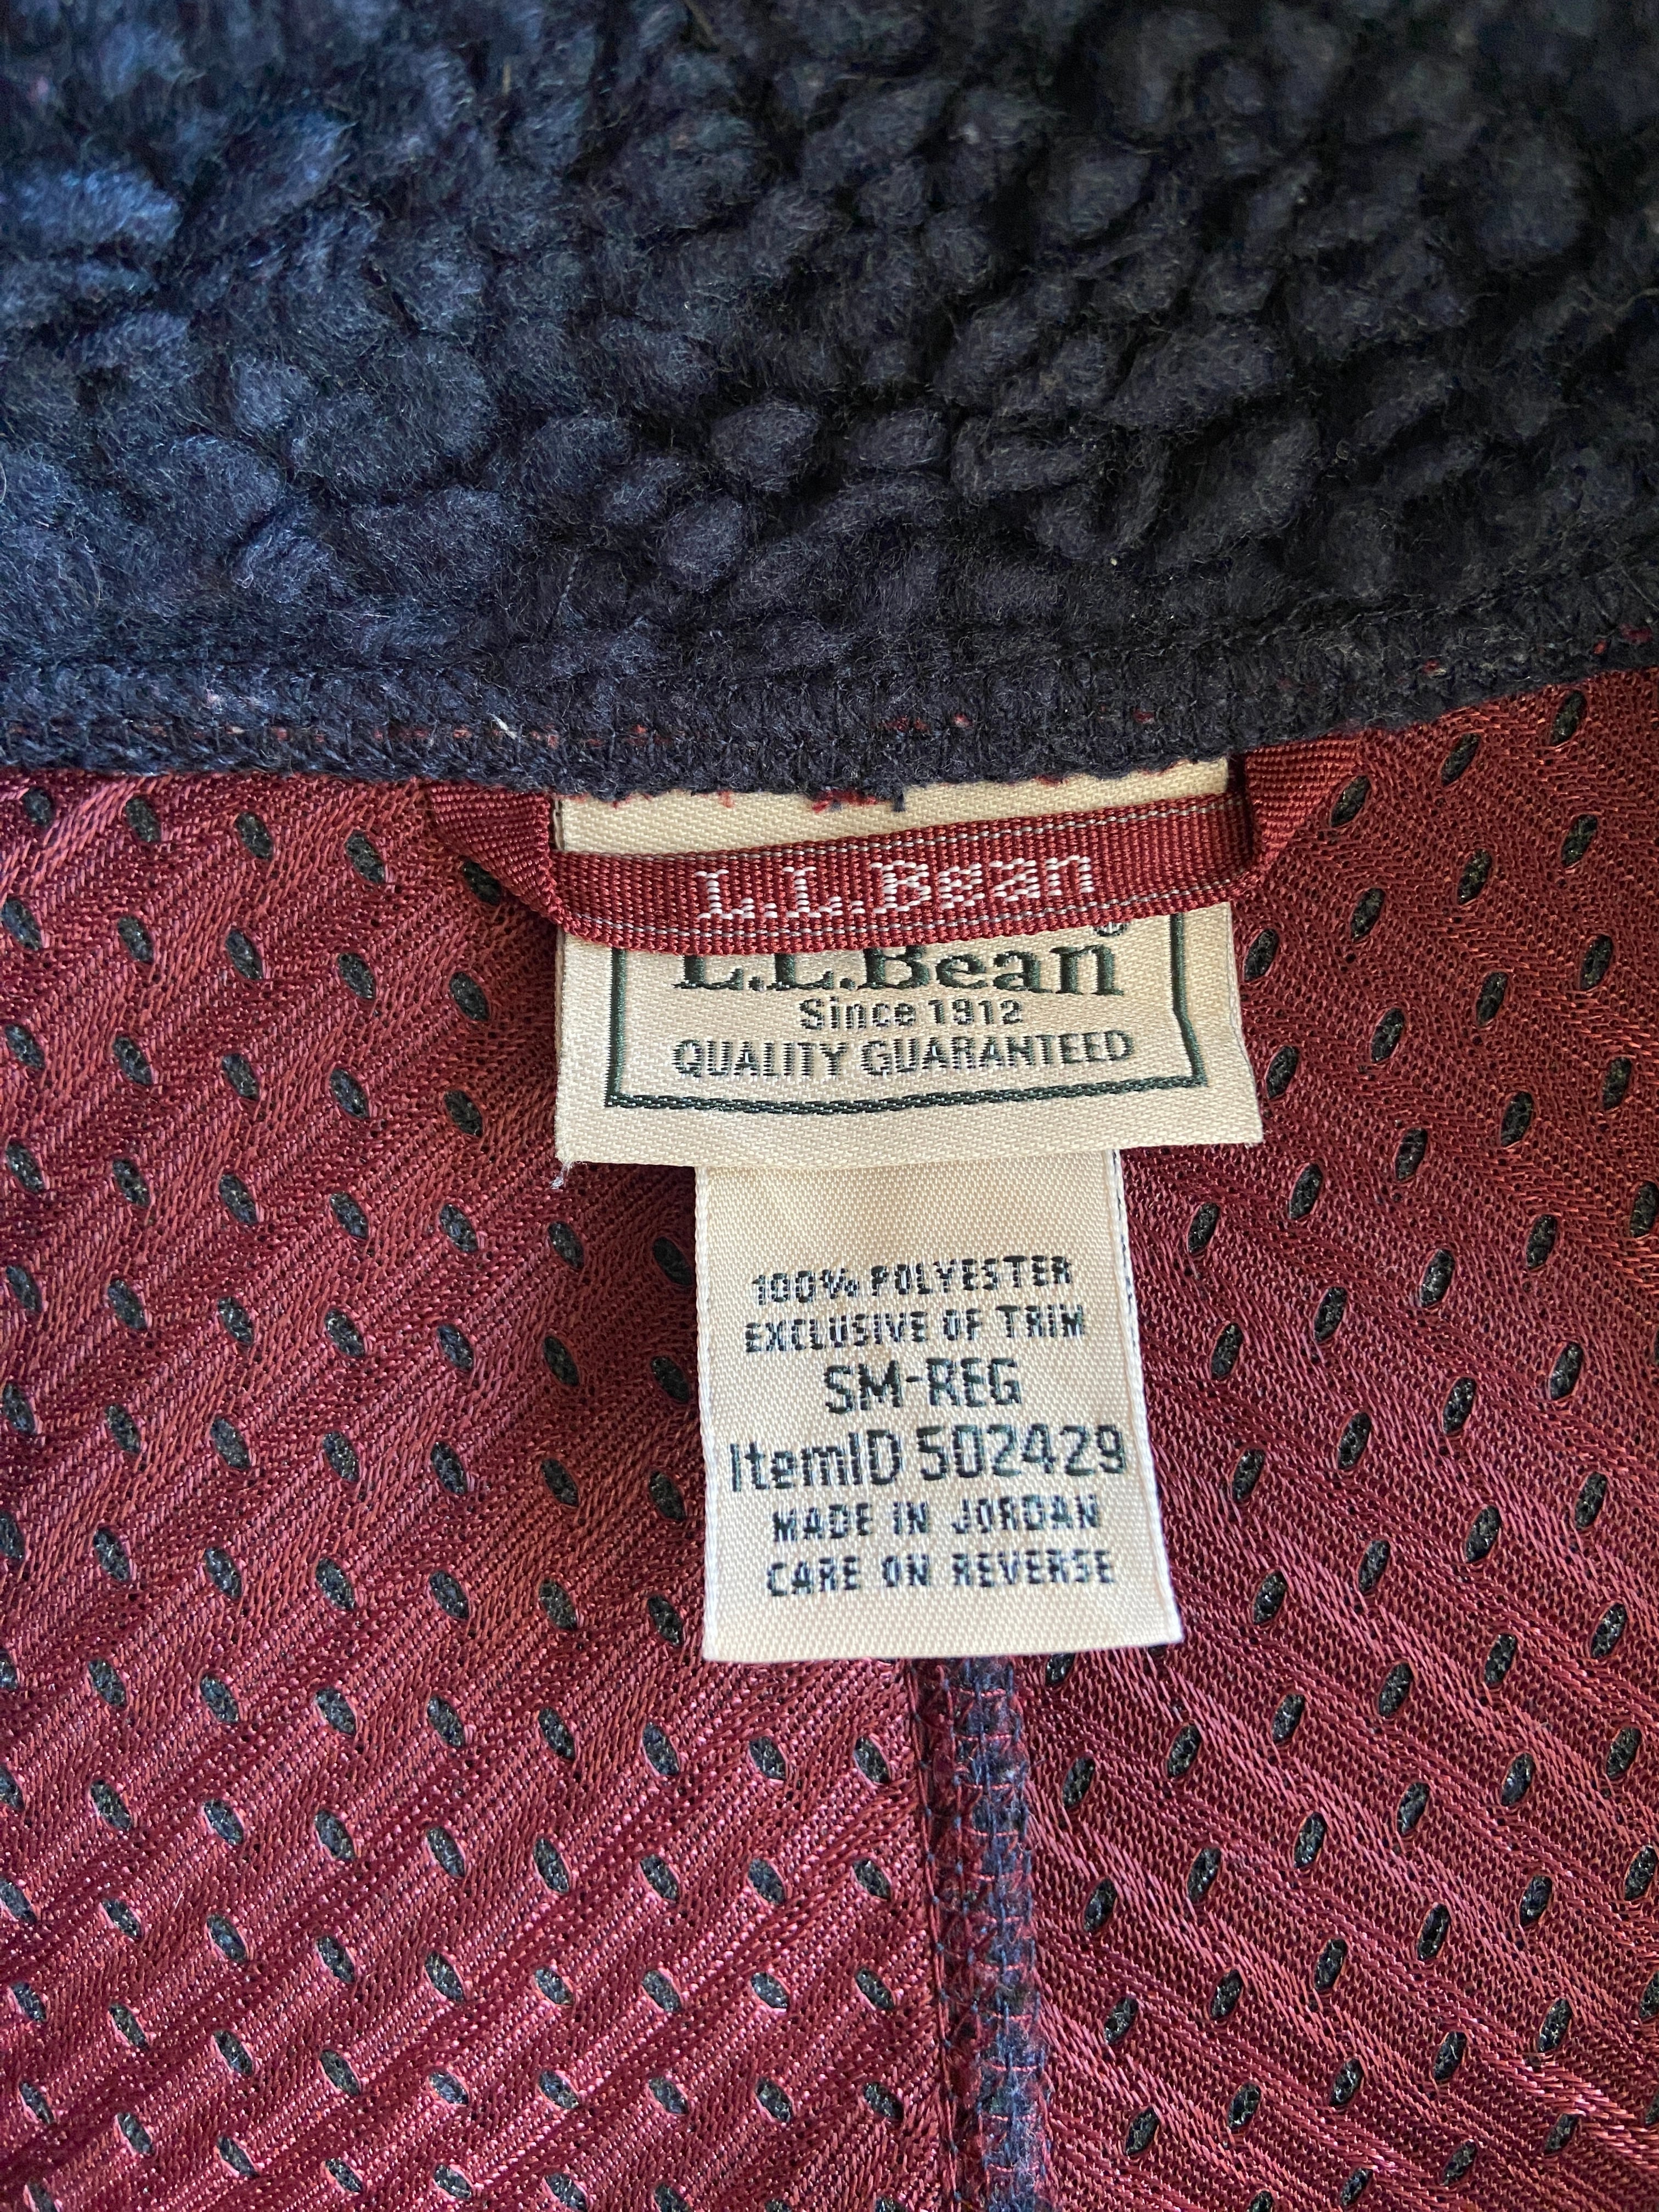 L.L.Bean
L.L.Bean®
Since 1912
QUALITY GUARANTEED
100% POLYESTER
EXCLUSIVE OF TRIM
SM-REG
ItemID 502429
MADE IN JORDAN
CARE ON REVERSE